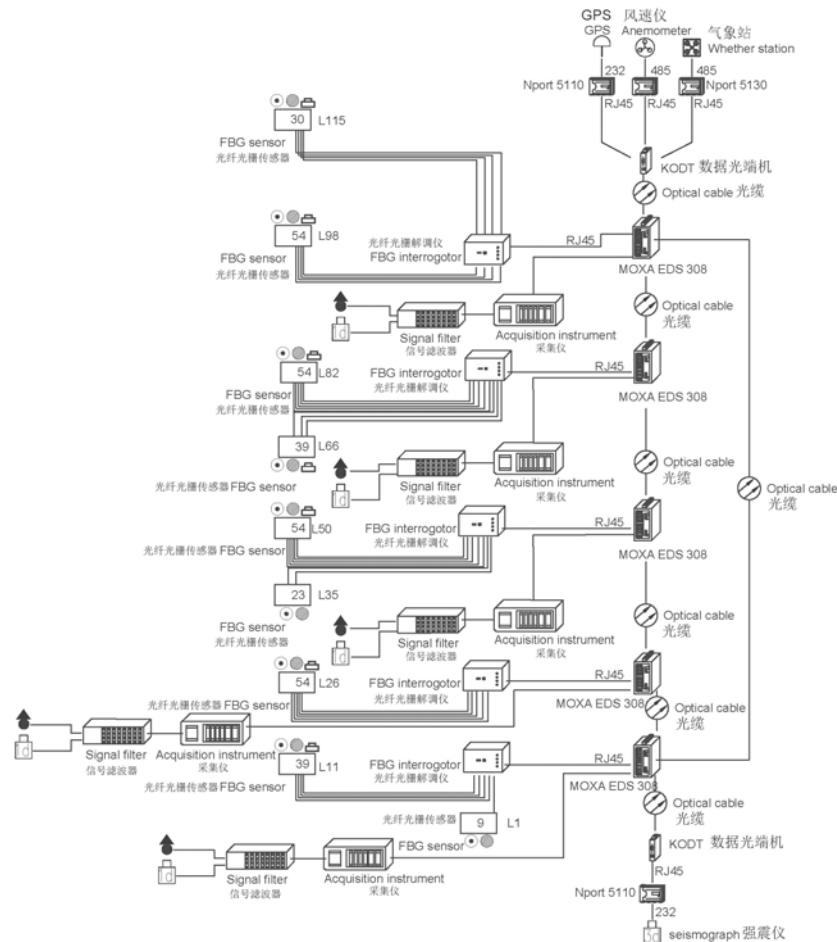 GPS 风速仪 气象站
GPS Anemometer Whether station
232 485 485
Nport 5110 Nport 5130
RJ45 RJ45 RJ45
KODT 数据光端机
Optical cable 光缆
30 L115
FBG sensor
光纤光栅传感器
54 L98
FBG sensor
光纤光栅传感器
光纤光栅解调仪
FBG interrogotor
RJ45
MOXA EDS 308
Optical cable
光缆
d
Signal filter
信号滤波器
Acquisition instrument
采集仪
54 L82
FBG sensor
光纤光栅传感器
FBG interrogotor
光纤光栅解调仪
RJ45
MOXA EDS 308
39 L66
光纤光栅传感器 FBG sensor
d
Signal filter
信号滤波器
Acquisition instrument
采集仪
Optical cable
光缆
Optical cable
光缆
54 L50
光纤光栅传感器 FBG sensor
FBG interrogotor
光纤光栅解调仪
RJ45
MOXA EDS 308
23 L35
FBG sensor
光纤光栅传感器
d
Signal filter
信号滤波器
Acquisition instrument
采集仪
Optical cable
光缆
54 L26
光纤光栅传感器 FBG sensor
FBG interrogotor
光纤光栅解调仪
RJ45
MOXA EDS 308
Optical cable
光缆
d
Signal filter
信号滤波器
Acquisition instrument
采集仪
39 L11
光纤光栅传感器 FBG sensor
FBG interrogotor
光纤光栅解调仪
RJ45
MOXA EDS 308
Optical cable
光缆
光纤光栅传感器
9 L1
FBG sensor
d
Signal filter
信号滤波器
Acquisition instrument
采集仪
KODT 数据光端机
RJ45
Nport 5110
232
3d seismograph 强震仪